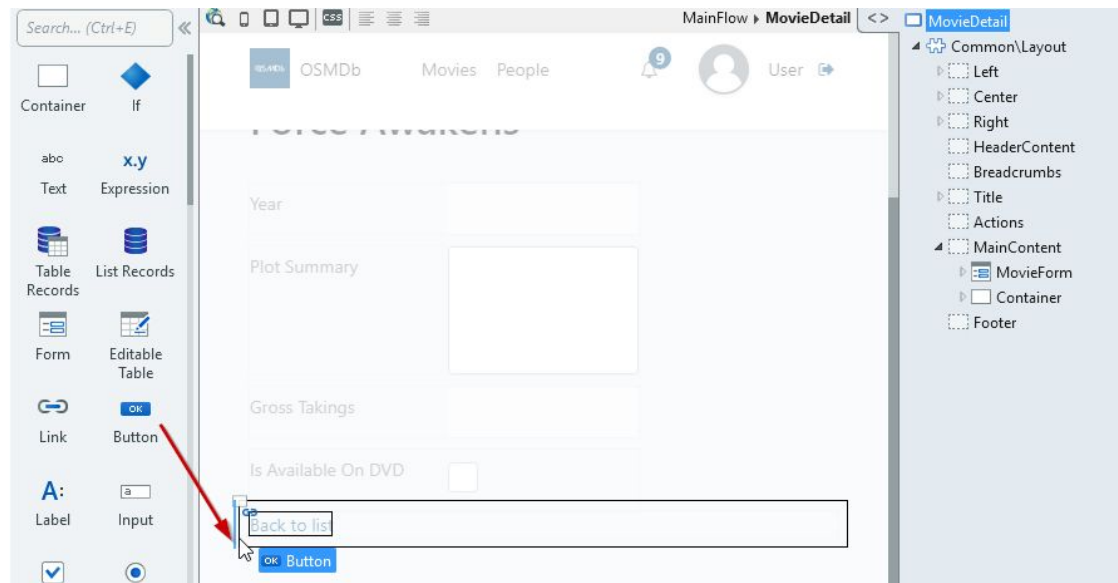 Search... (Ctrl+E)
Container
If
abc
Text
x.y
Expression
Table
Records
List Records
Form
Editable
Table
Link
OK
Button
A:
Label
a
Input
css
MainFlow MovieDetail <>
OSMDb
Movies
People
9
User
Force Awakens
Year
Plot Summary
Gross Takings
Is Available On DVD
Back to list
OK Button
MovieDetail
Common\Layout
Left
Center
Right
HeaderContent
Breadcrumbs
Title
Actions
MainContent
MovieForm
Container
Footer